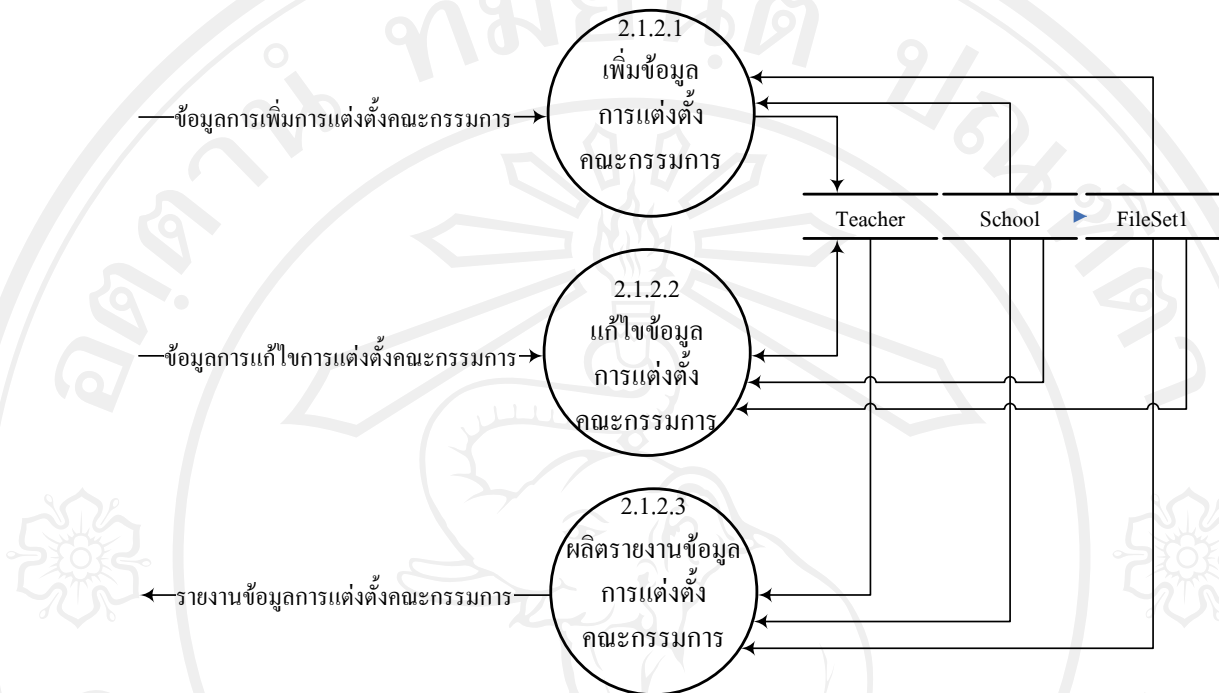 2.1.2.1
เพิ่มข้อมูล
การแต่งตั้ง
คณะกรรมการ
ข้อมูลการเพิ่มการแต่งตั้งคณะกรรมการ
Teacher
School
FileSet1
2.1.2.2
แก้ไขข้อมูล
การแต่งตั้ง
คณะกรรมการ
ข้อมูลการแก้ไขการแต่งตั้งคณะกรรมการ
2.1.2.3
ผลิตรายงานข้อมูล
การแต่งตั้ง
คณะกรรมการ
รายงานข้อมูลการแต่งตั้งคณะกรรมการ